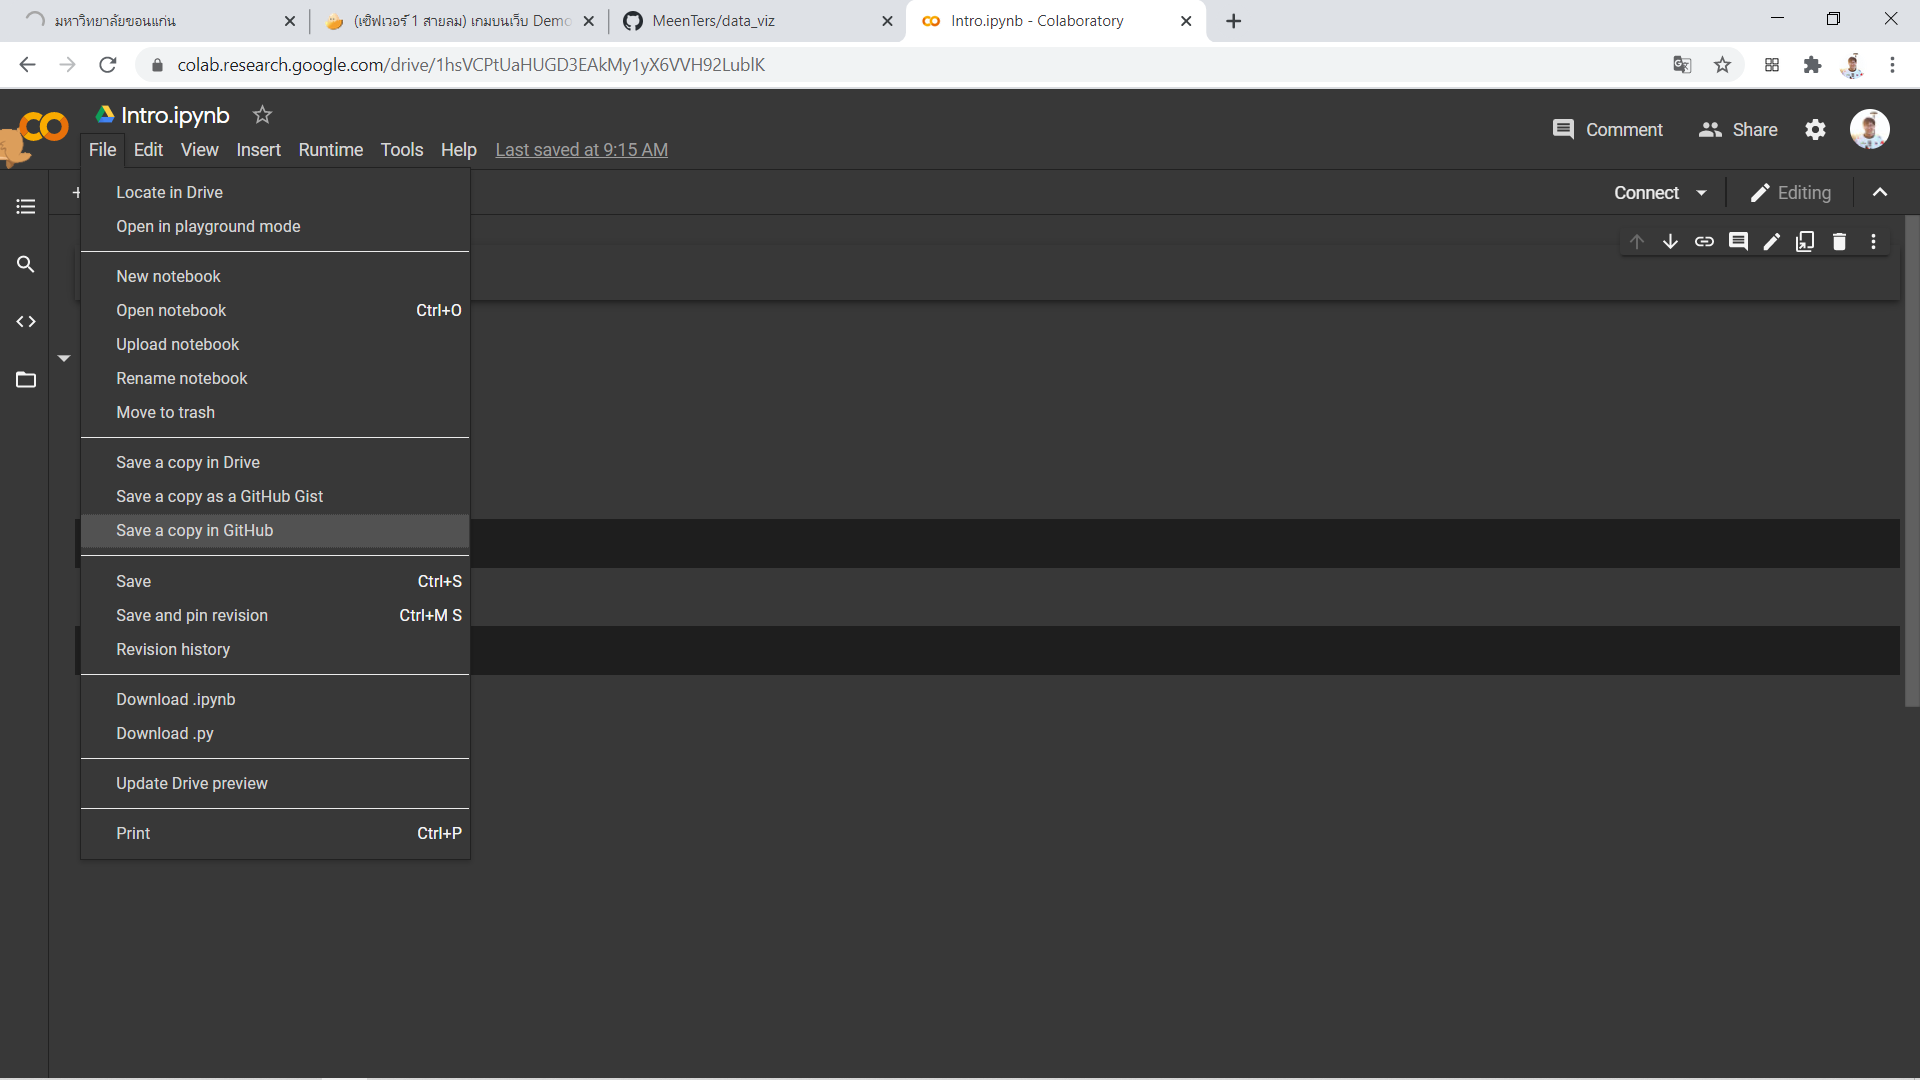 มหาวิทยาลัยขอนแก่น
(เซิฟเวอร์ 1 สายลม) เกมบนเว็บ Demo
MeenTers/data_viz
Intro.ipynb - Colaboratory
colab.research.google.com/drive/1hsVCPtUaHUGD3EAkMy1yX6VVH92LublK
Intro.ipynb
Comment
Share
File Edit View Insert Runtime Tools Help Last saved at 9:15 AM
Connect
Editing
Locate in Drive
Open in playground mode
New notebook
Open notebook Ctrl+O
Upload notebook
Rename notebook
Move to trash
Save a copy in Drive
Save a copy as a GitHub Gist
Save a copy in GitHub
Save Ctrl+S
Save and pin revision Ctrl+M S
Revision history
Download .ipynb
Download .py
Update Drive preview
Print Ctrl+P